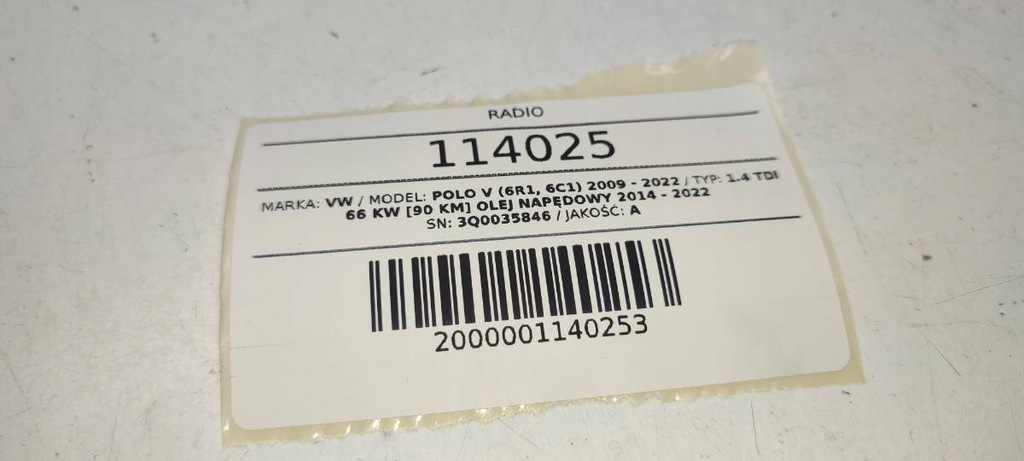 RADIO
114025
MARKA: VW / MODEL: POLO V (6R1, 6C1) 2009 - 2022 / TYP: 1.4 TDI
66 KW [90 KM] OLEJ NAPĘDOWY 2014 - 2022
SN: 3Q0035846 / JAKOŚĆ: A
2000001140253